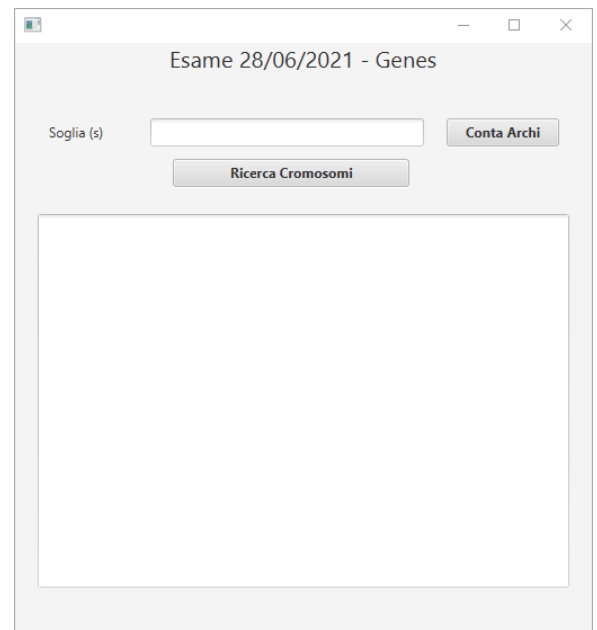 Esame 28/06/2021 - Genes
Soglia (s)
Conta Archi
Ricerca Cromosomi